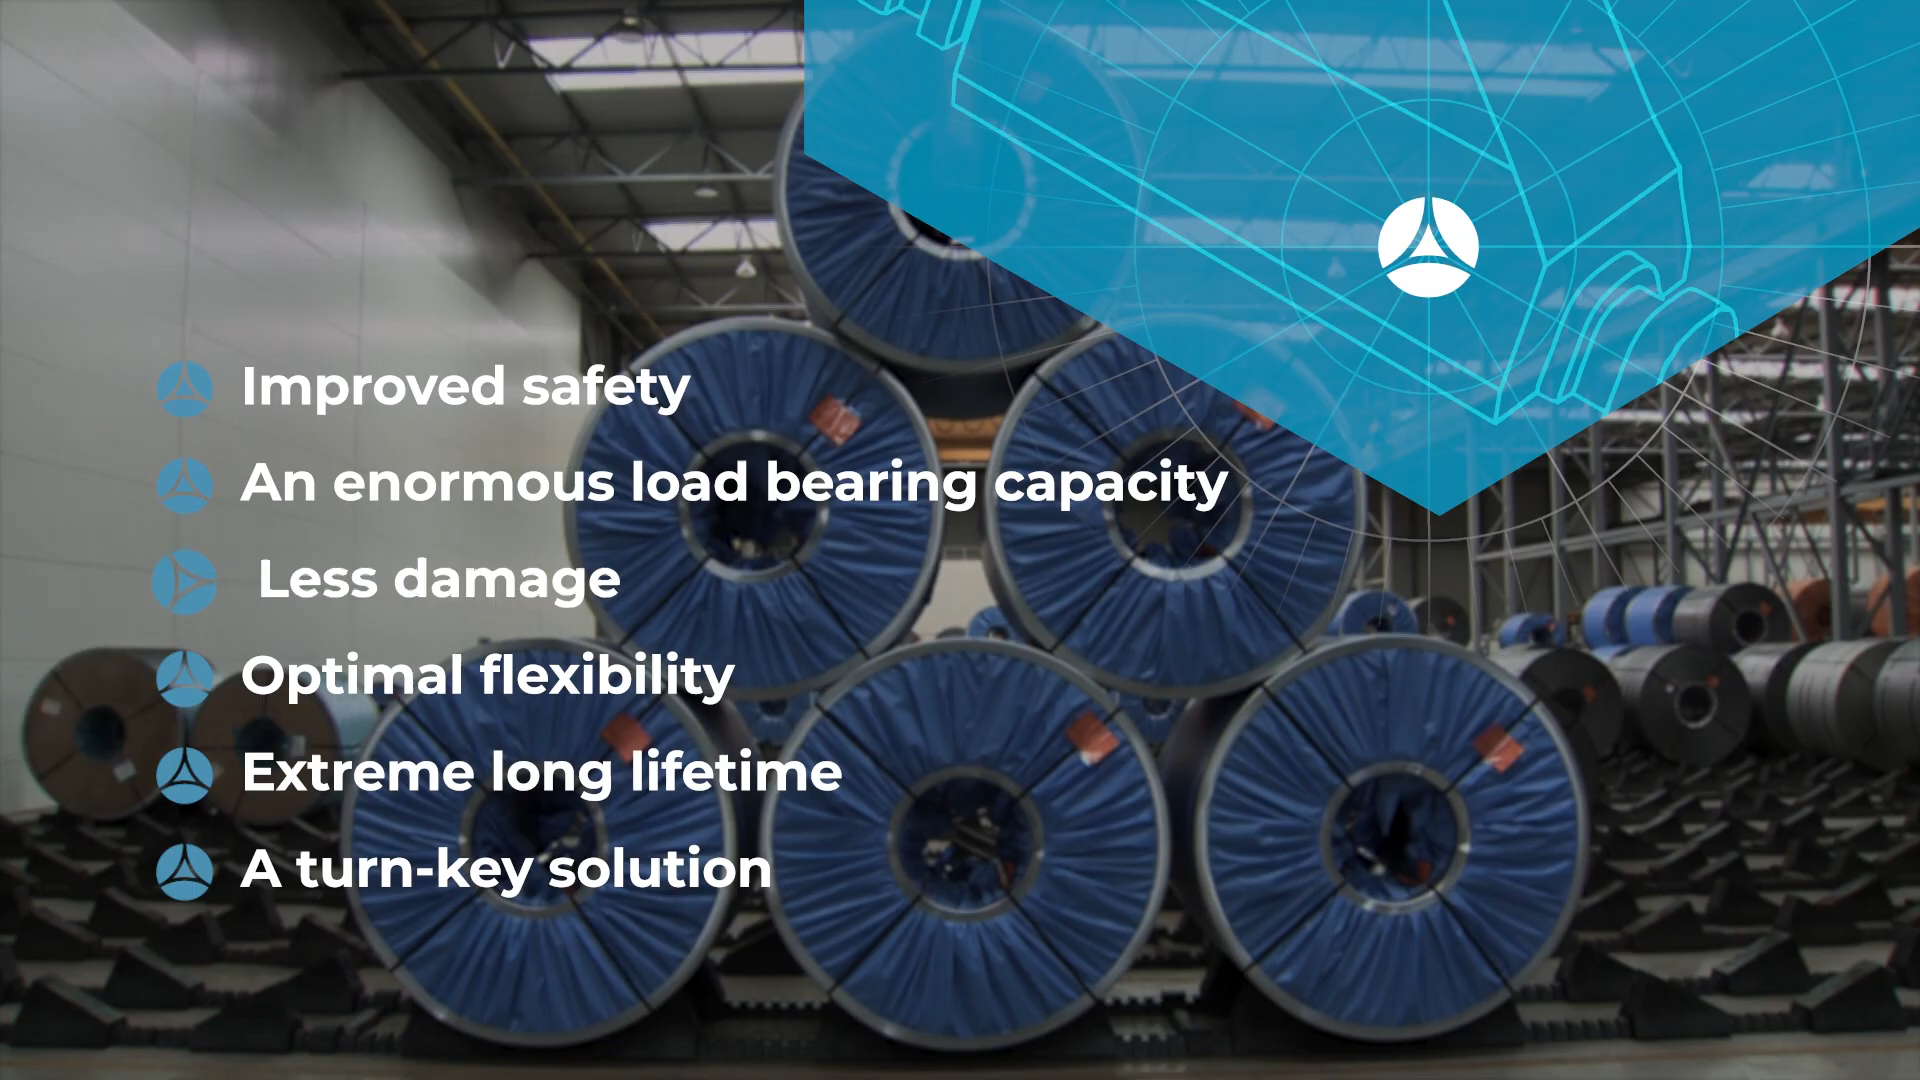 Improved safety
An enormous load bearing capacity
Less damage
Optimal flexibility
Extreme long lifetime
A turn-key solution